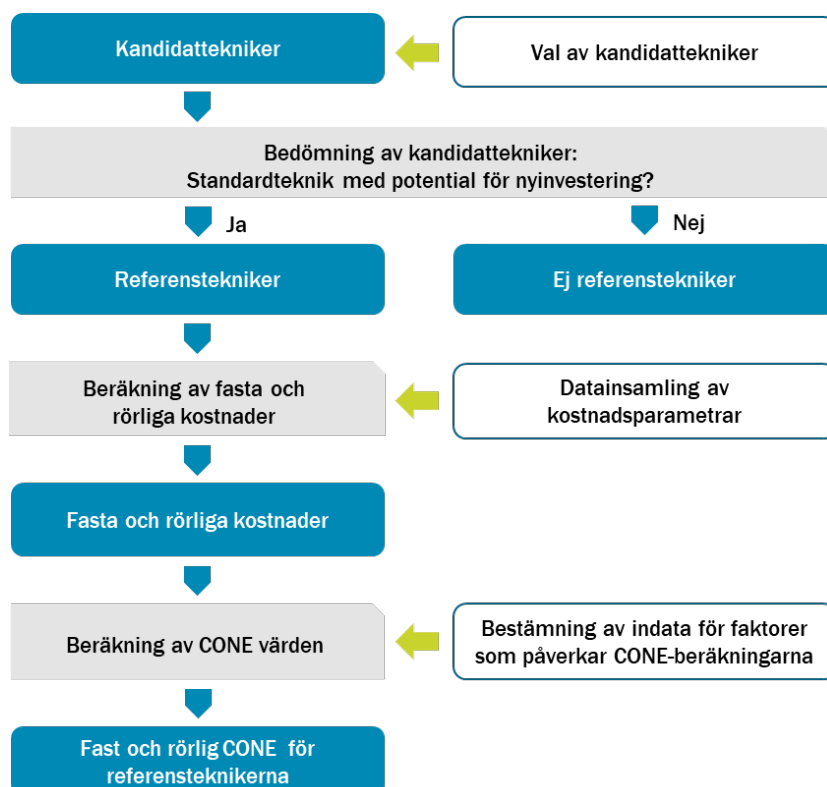 Kandidattekniker
Val av kandidattekniker
Bedömning av kandidattekniker:
Standardteknik med potential för nyinvestering?
Ja
Nej
Referenstekniker
Ej referenstekniker
Beräkning av fasta och
rörliga kostnader
Datainsamling av
kostnadsparametrar
Fasta och rörliga kostnader
Beräkning av CONE värden
Bestämning av indata för faktorer
som påverkar CONE-beräkningarna
Fast och rörlig CONE för
referensteknikerna